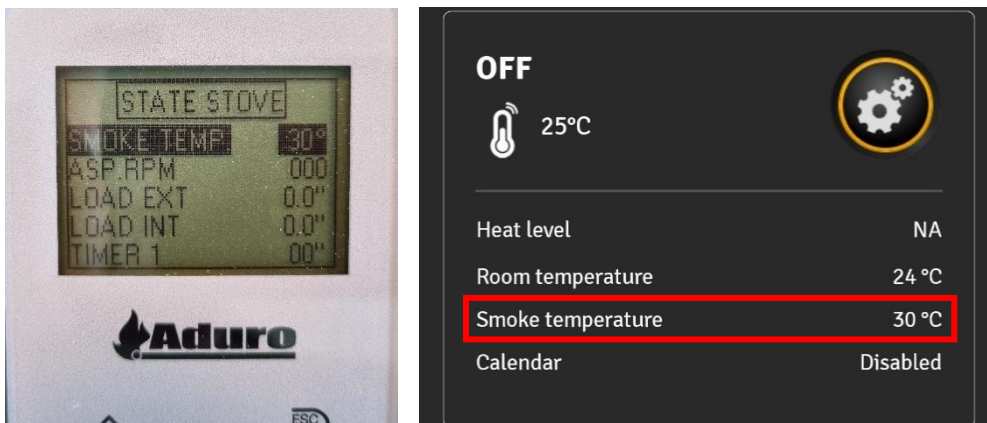 STATE STOVE
SMOKE TEMP 30°
ASP.RPM 000
LOAD EXT 0.0"
LOAD INT 0.0"
TIMER 1 00"
Aduro
ESC
OFF
25°C
Heat level NA
Room temperature 24 °C
Smoke temperature 30 °C
Calendar Disabled